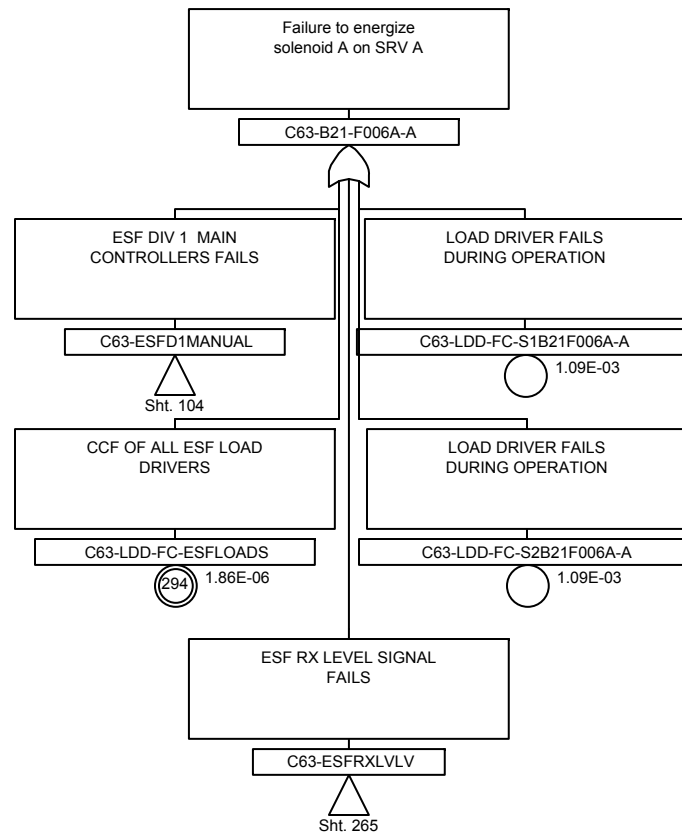 Failure to energize
solenoid A on SRV A
C63-B21-F006A-A
ESF DIV 1 MAIN
CONTROLLERS FAILS
C63-ESFD1MANUAL
Sht. 104
LOAD DRIVER FAILS
DURING OPERATION
C63-LDD-FC-S1B21F006A-A
1.09E-03
CCF OF ALL ESF LOAD
DRIVERS
C63-LDD-FC-ESFLOADS
294
1.86E-06
LOAD DRIVER FAILS
DURING OPERATION
C63-LDD-FC-S2B21F006A-A
1.09E-03
ESF RX LEVEL SIGNAL
FAILS
C63-ESFRXLVLV
Sht. 265